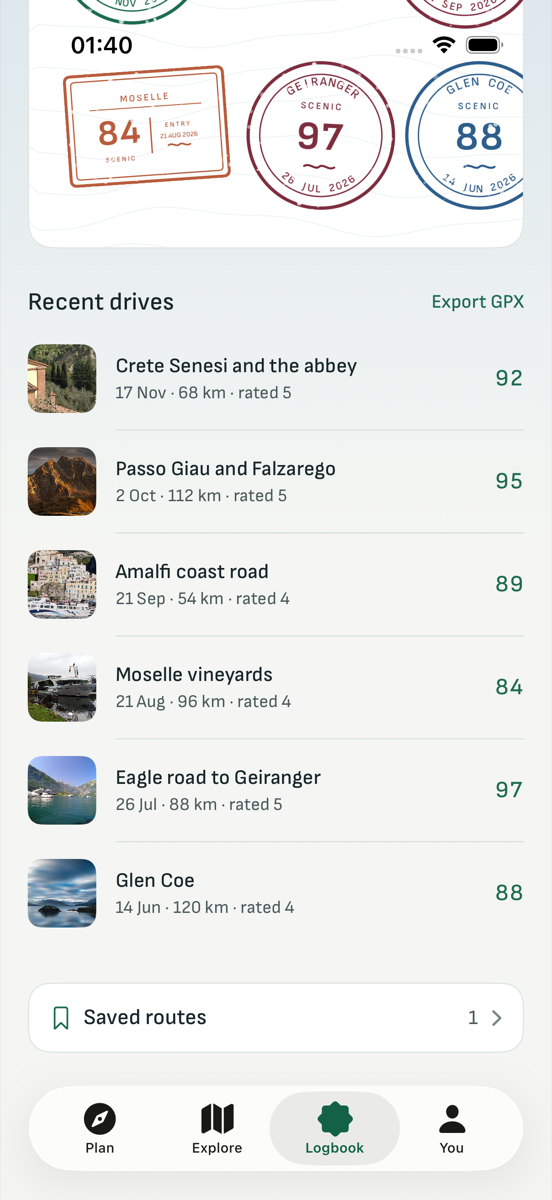 NOV 2
SEP 202
01:40
MOSELLE
84
SCENIC
ENTRY
21 AUG 2026
GEIRANGER
SCENIC
97
26 JUL 2026
GLEN COE
SCENIC
88
14 JUN 2026
Recent drives
Export GPX
Crete Senesi and the abbey
17 Nov · 68 km · rated 5
92
Passo Giau and Falzarego
2 Oct · 112 km · rated 5
95
Amalfi coast road
21 Sep · 54 km · rated 4
89
Moselle vineyards
21 Aug · 96 km · rated 4
84
Eagle road to Geiranger
26 Jul · 88 km · rated 5
97
Glen Coe
14 Jun · 120 km · rated 4
88
Saved routes
1
Plan
Explore
Logbook
You